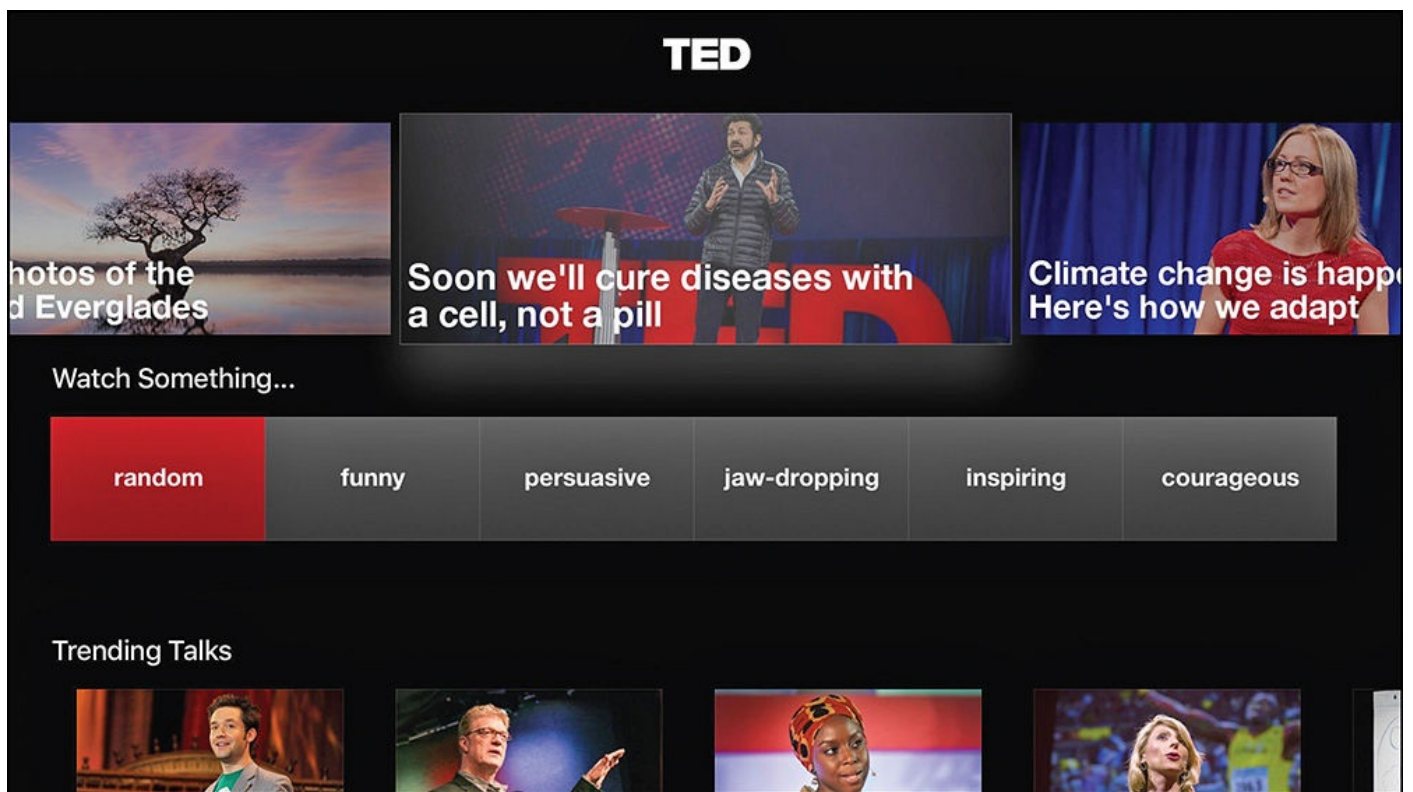 TED
hotos of the
d Everglades
Soon we'll cure diseases with
a cell, not a pill
Climate change is happe
Here's how we adapt
Watch Something...
random
funny
persuasive
jaw-dropping
inspiring
courageous
Trending Talks